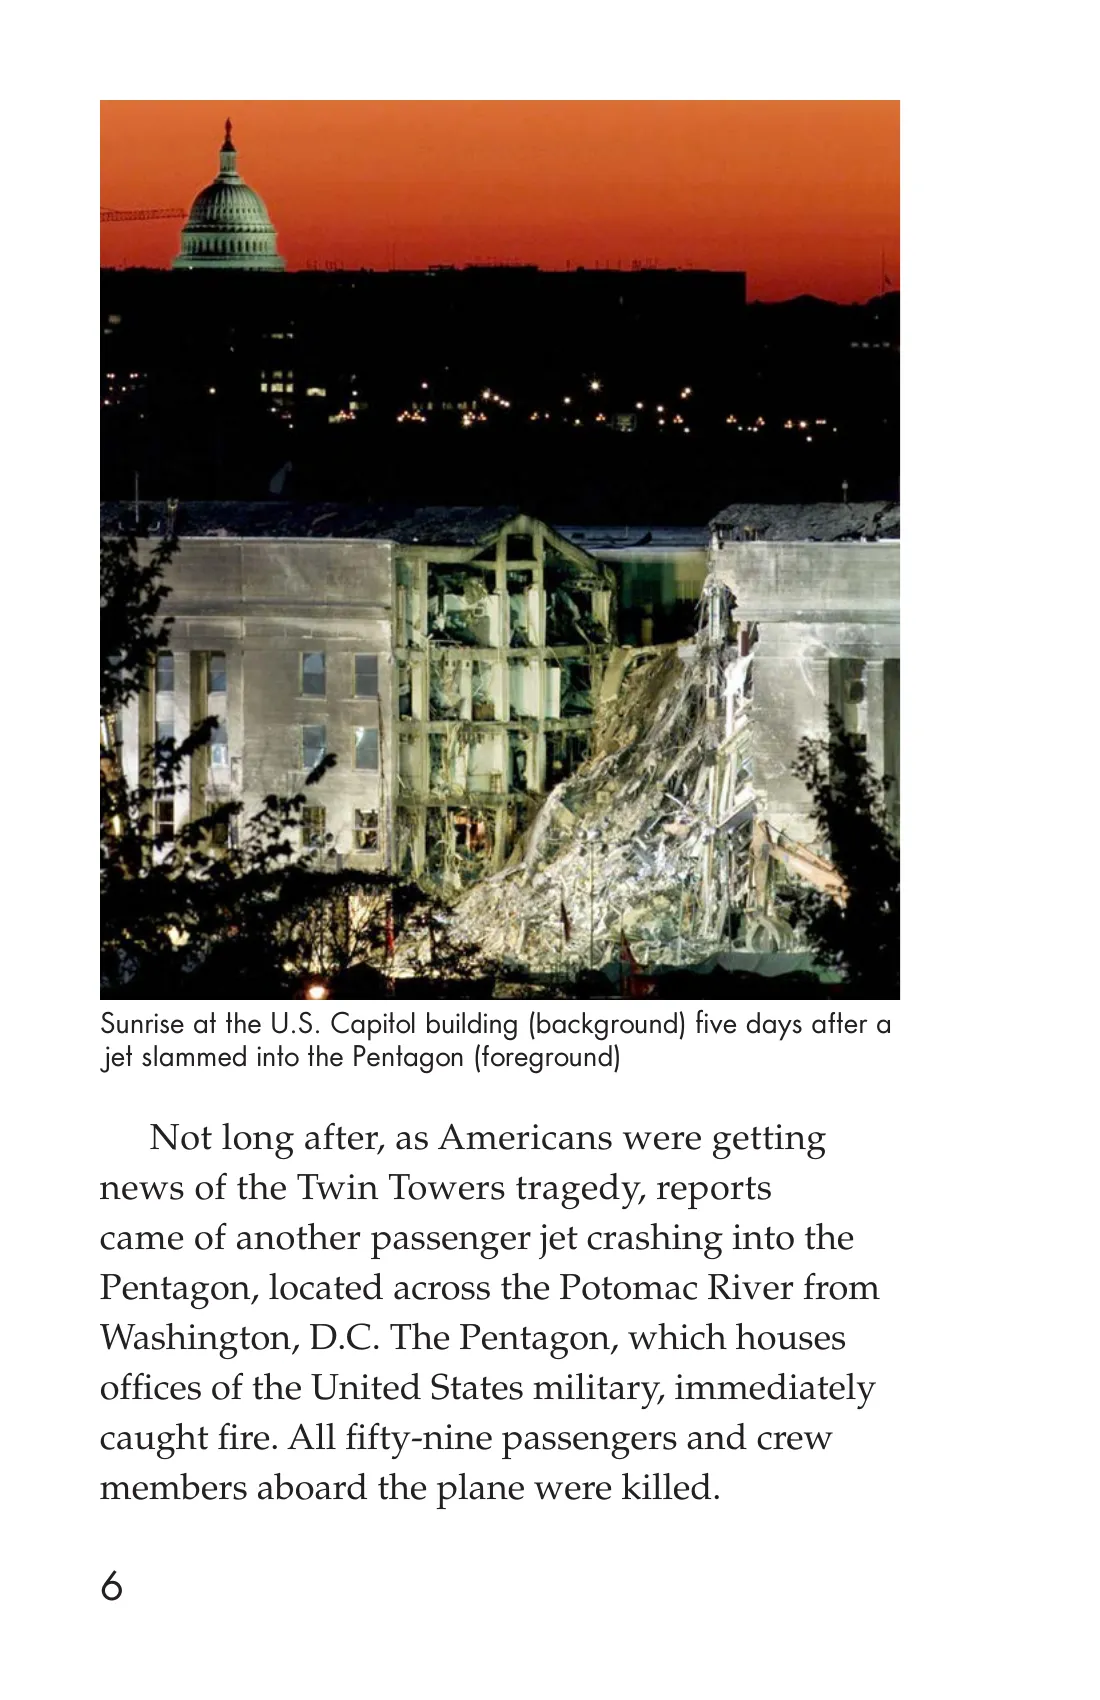 Sunrise at the U.S. Capitol building (background) five days after a
jet slammed into the Pentagon (foreground)
Not long after, as Americans were getting
news of the Twin Towers tragedy, reports
came of another passenger jet crashing into the
Pentagon, located across the Potomac River from
Washington, D.C. The Pentagon, which houses
offices of the United States military, immediately
caught fire. All fifty-nine passengers and crew
members aboard the plane were killed.
6